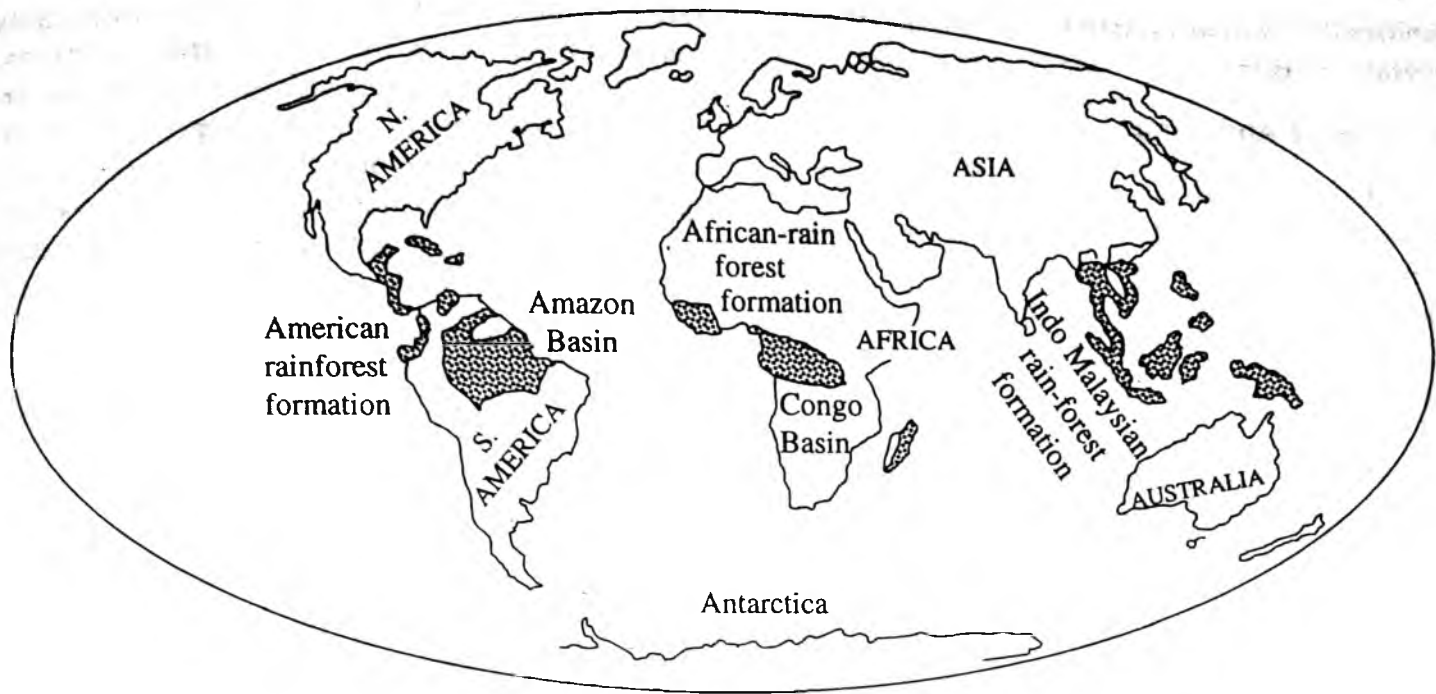 N.
AMERICA
ASIA
African-rain
forest
formation
Amazon
Basin
American
rainforest
formation
AFRICA
Indo Malaysian
rain-forest
formation
Congo
Basin
S.
AMERICA
AUSTRALIA
Antarctica